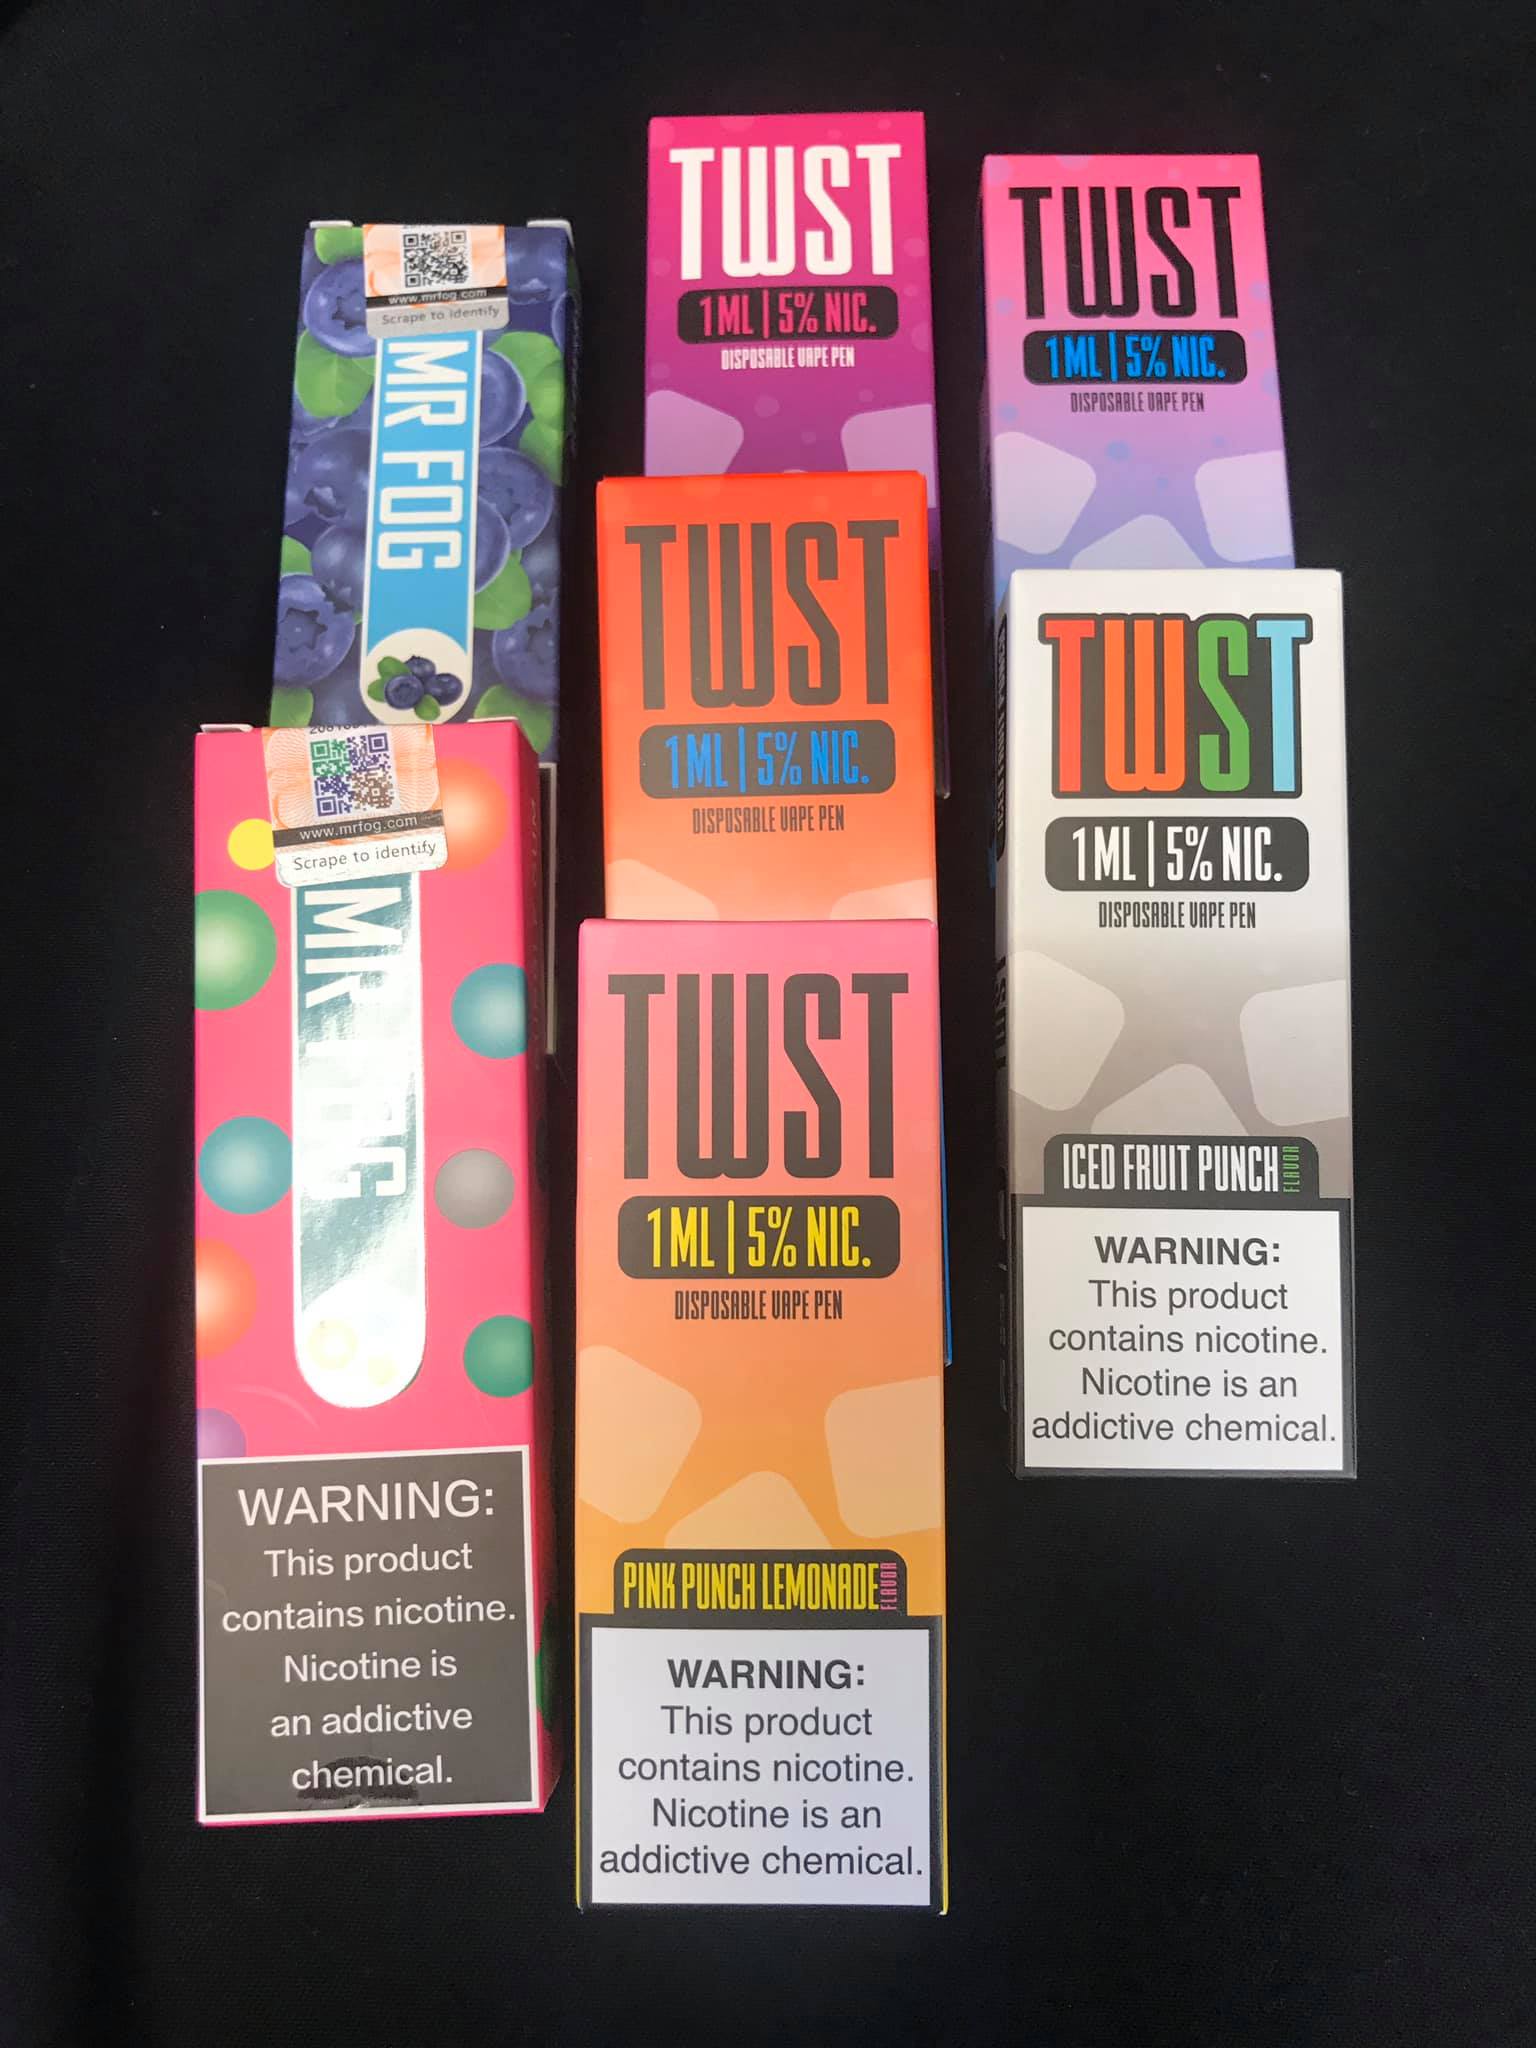 www.mrfog.com
Scrape to identify
MR FOG
www.mrfog.com
Scrape to identify
MR FOG
WARNING:
This product
contains nicotine.
Nicotine is
an addictive
chemical.
TWST
1ML | 5% NIC.
DISPOSABLE VAPE PEN
TWST
1ML | 5% NIC.
DISPOSABLE VAPE PEN
TWST
1ML | 5% NIC.
DISPOSABLE VAPE PEN
PINK PUNCH LEMONADE FLAVOR
WARNING:
This product
contains nicotine.
Nicotine is an
addictive chemical.
TWST
1ML | 5% NIC.
DISPOSABLE VAPE PEN
TWST
1ML | 5% NIC.
DISPOSABLE VAPE PEN
ICED FRUIT PUNCH FLAVOR
WARNING:
This product
contains nicotine.
Nicotine is an
addictive chemical.